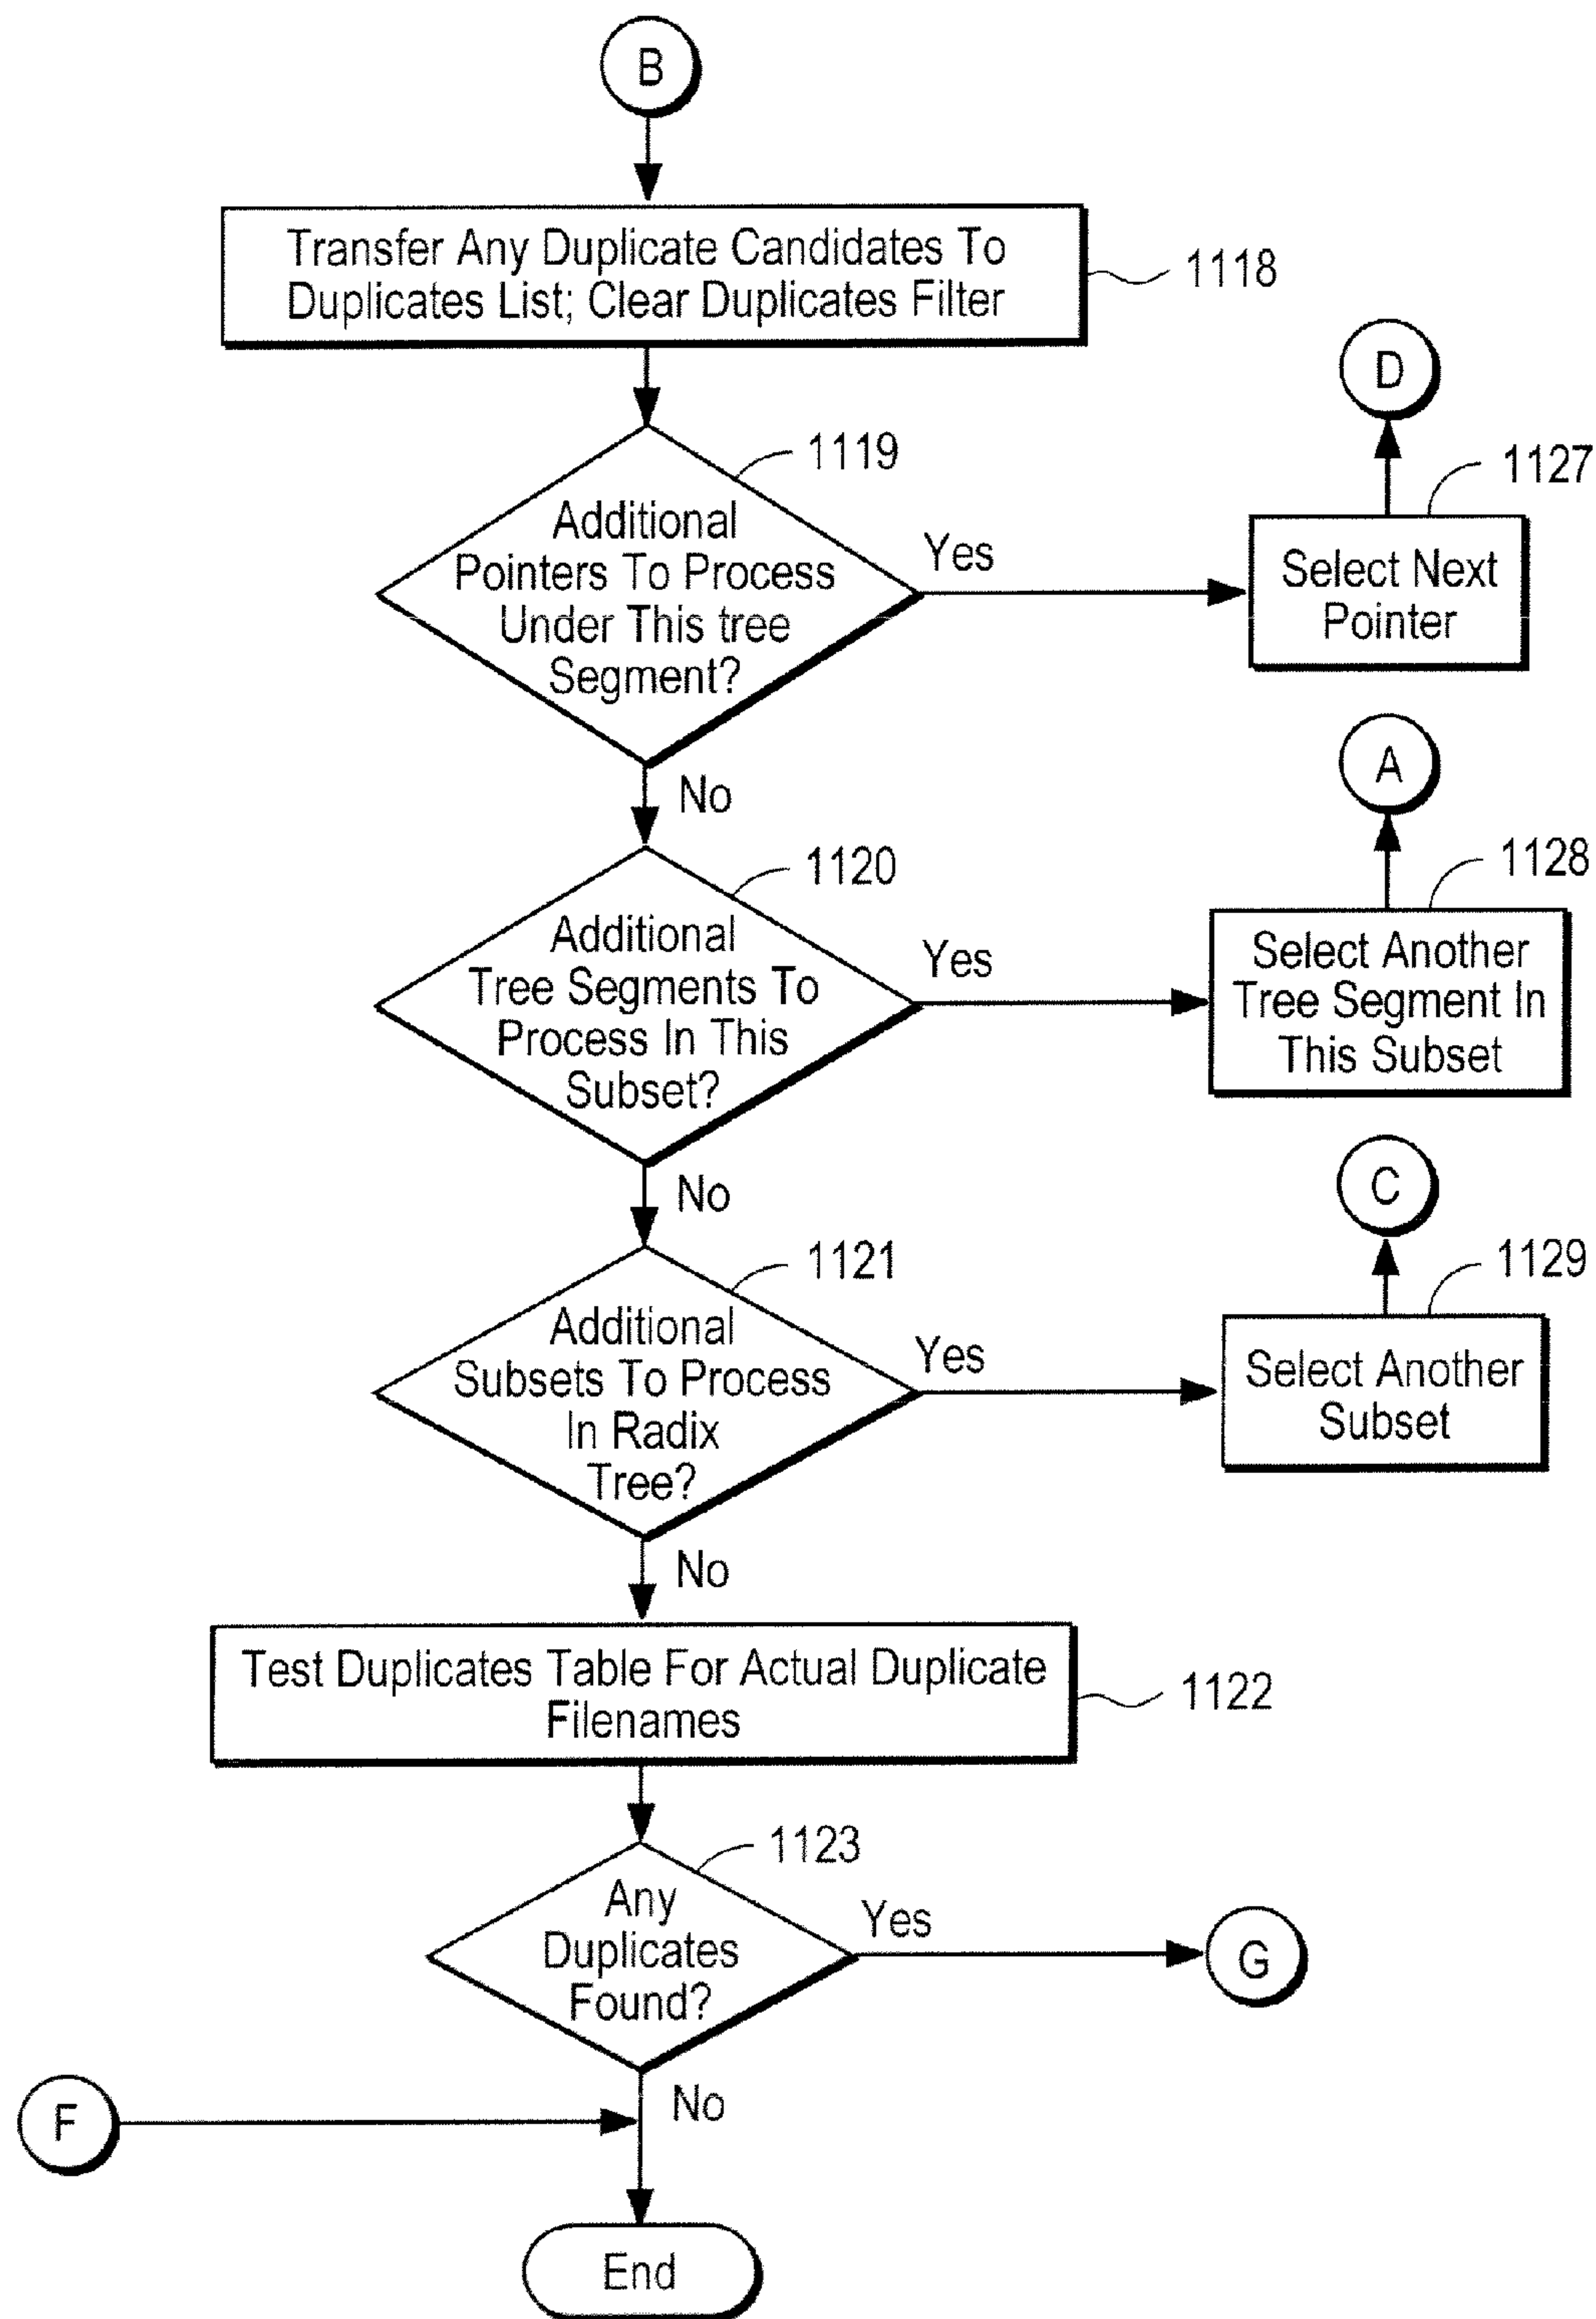 B
Transfer Any Duplicate Candidates To
Duplicates List; Clear Duplicates Filter
1118
D
1119
1127
Additional
Pointers To Process
Under This tree
Segment?
Yes
Select Next
Pointer
No
A
1120
1128
Additional
Tree Segments To
Process In This
Subset?
Yes
Select Another
Tree Segment In
This Subset
No
C
1121
1129
Additional
Subsets To Process
In Radix
Tree?
Yes
Select Another
Subset
No
Test Duplicates Table For Actual Duplicate
Filenames
1122
1123
Any
Duplicates
Found?
Yes
G
No
F
End